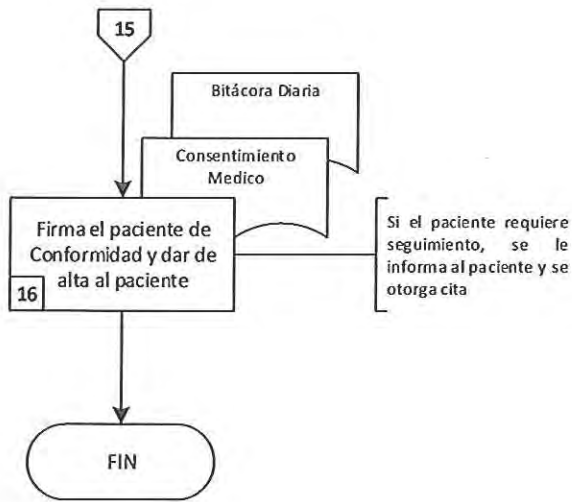 15
Bitácora Diaria
Consentimiento
Medico
Firma el paciente de
Conformidad y dar de
alta al paciente
16
Si el paciente requiere
seguimiento, se le
informa al paciente y se
otorga cita
FIN